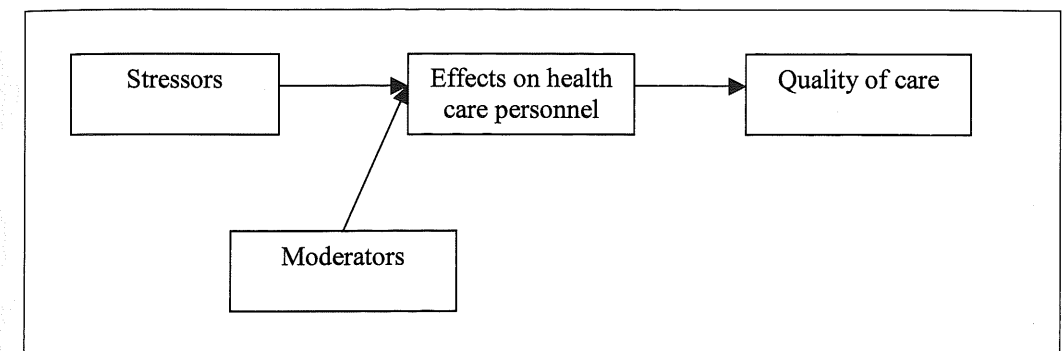 Stressors
Effects on health
care personnel
Quality of care
Moderators